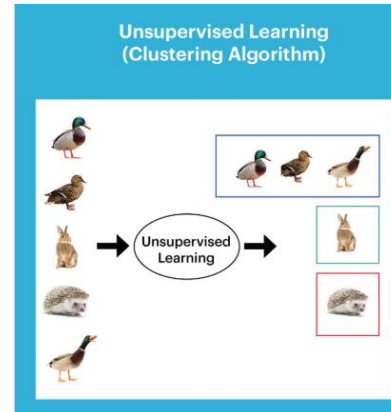 Unsupervised Learning
(Clustering Algorithm)
Unsupervised
Learning